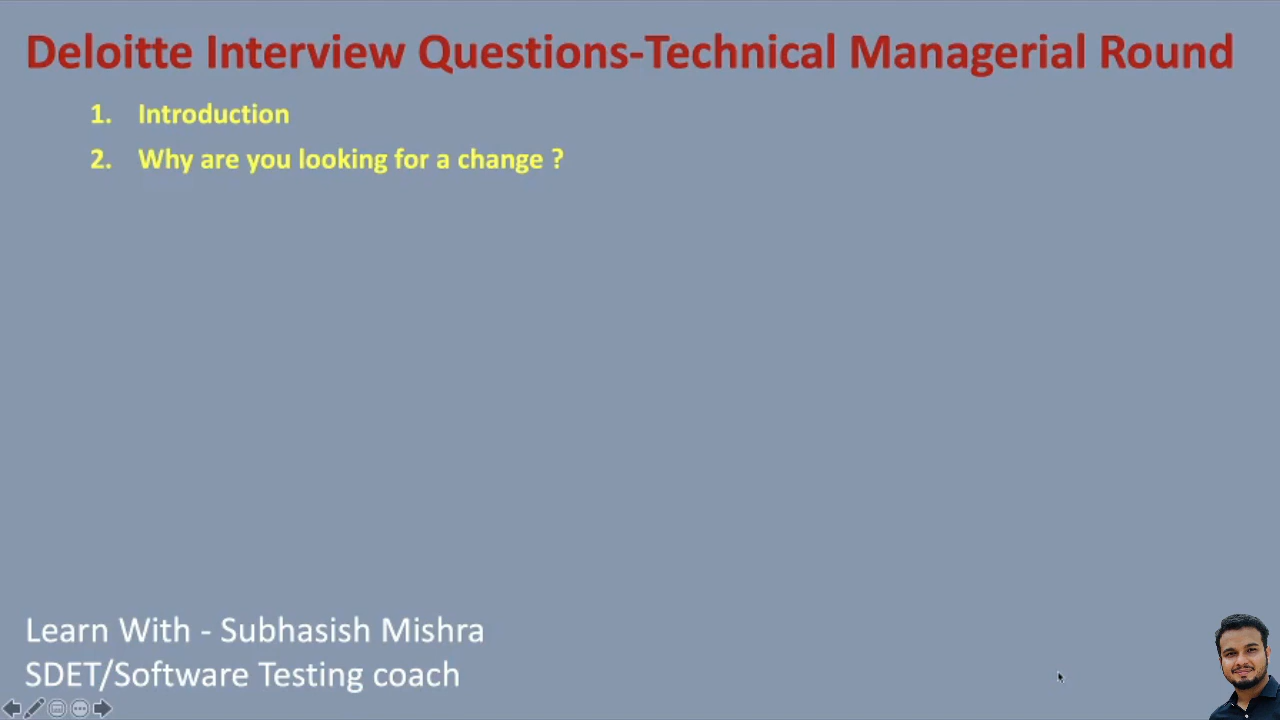 Deloitte Interview Questions-Technical Managerial Round
1. Introduction
2. Why are you looking for a change ?
Learn With - Subhasish Mishra
SDET/Software Testing coach